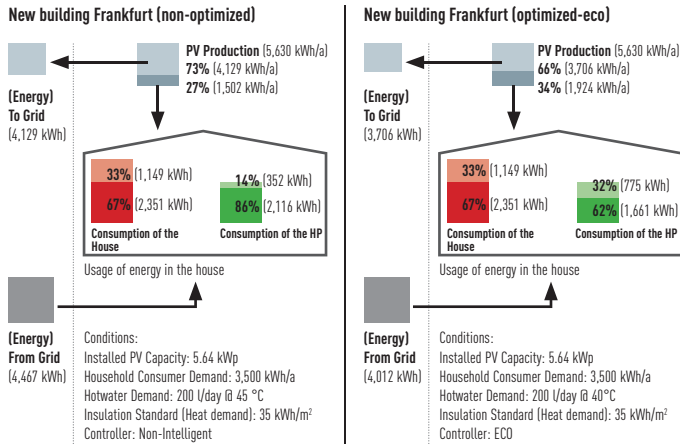 New building Frankfurt (non-optimized)
PV Production (5,630 kWh/a)
73% (4,129 kWh/a)
27% (1,502 kWh/a)
(Energy)
To Grid
(4,129 kWh)
33% (1,149 kWh)
67% (2,351 kWh)
Consumption of the
House
14% (352 kWh)
86% (2,116 kWh)
Consumption of the HP
Usage of energy in the house
(Energy)
From Grid
(4,467 kWh)
Conditions:
Installed PV Capacity: 5.64 kWp
Household Consumer Demand: 3,500 kWh/a
Hotwater Demand: 200 l/day @ 45 °C
Insulation Standard (Heat demand): 35 kWh/m²
Controller: Non-Intelligent
New building Frankfurt (optimized-eco)
PV Production (5,630 kWh/a)
66% (3,706 kWh/a)
34% (1,924 kWh/a)
(Energy)
To Grid
(3,706 kWh)
33% (1,149 kWh)
67% (2,351 kWh)
Consumption of the
House
32% (775 kWh)
62% (1,661 kWh)
Consumption of the HP
Usage of energy in the house
(Energy)
From Grid
(4,012 kWh)
Conditions:
Installed PV Capacity: 5.64 kWp
Household Consumer Demand: 3,500 kWh/a
Hotwater Demand: 200 l/day @ 40°C
Insulation Standard (Heat demand): 35 kWh/m²
Controller: ECO